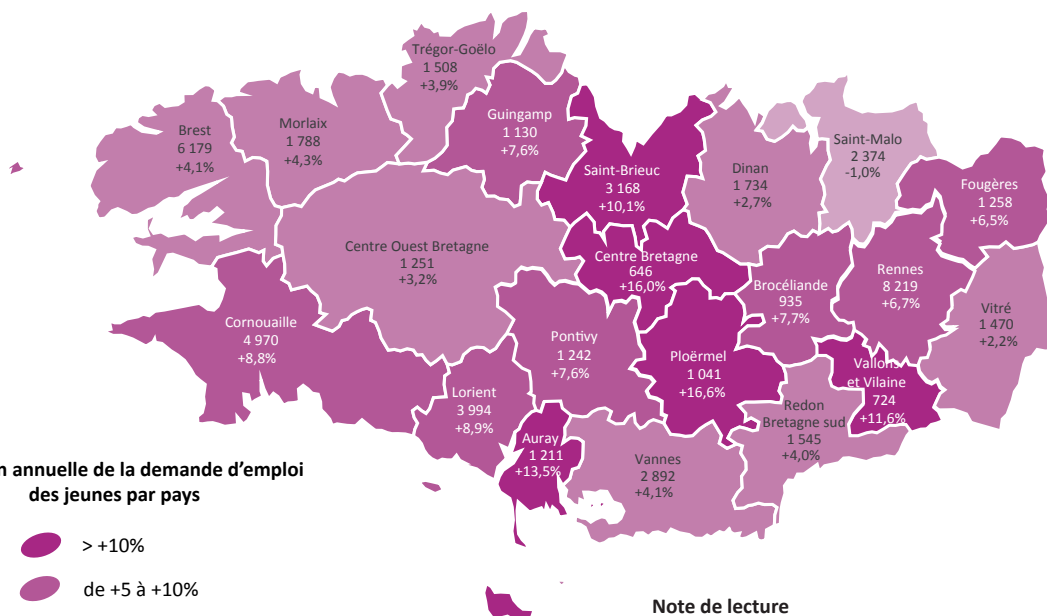 Trégor-Goëlo
1 508
+3,9%
Guingamp
1 130
+7,6%
Brest
6 179
+4,1%
Morlaix
1 788
+4,3%
Saint-Brieuc
3 168
+10,1%
Dinan
1 734
+2,7%
Saint-Malo
2 374
-1,0%
Fougères
1 258
+6,5%
Centre Ouest Bretagne
1 251
+3,2%
Centre Bretagne
646
+16,0%
Brocéliande
935
+7,7%
Rennes
8 219
+6,7%
Vitré
1 470
+2,2%
Cornouaille
4 970
+8,8%
Pontivy
1 242
+7,6%
Ploërmel
1 041
+16,6%
Vallons
et Vilaine
724
+11,6%
Lorient
3 994
+8,9%
Redon
Bretagne sud
1 545
+4,0%
Auray
1 211
+13,5%
Vannes
2 892
+4,1%
n annuelle de la demande d’emploi
des jeunes par pays
> +10%
de +5 à +10%
Note de lecture